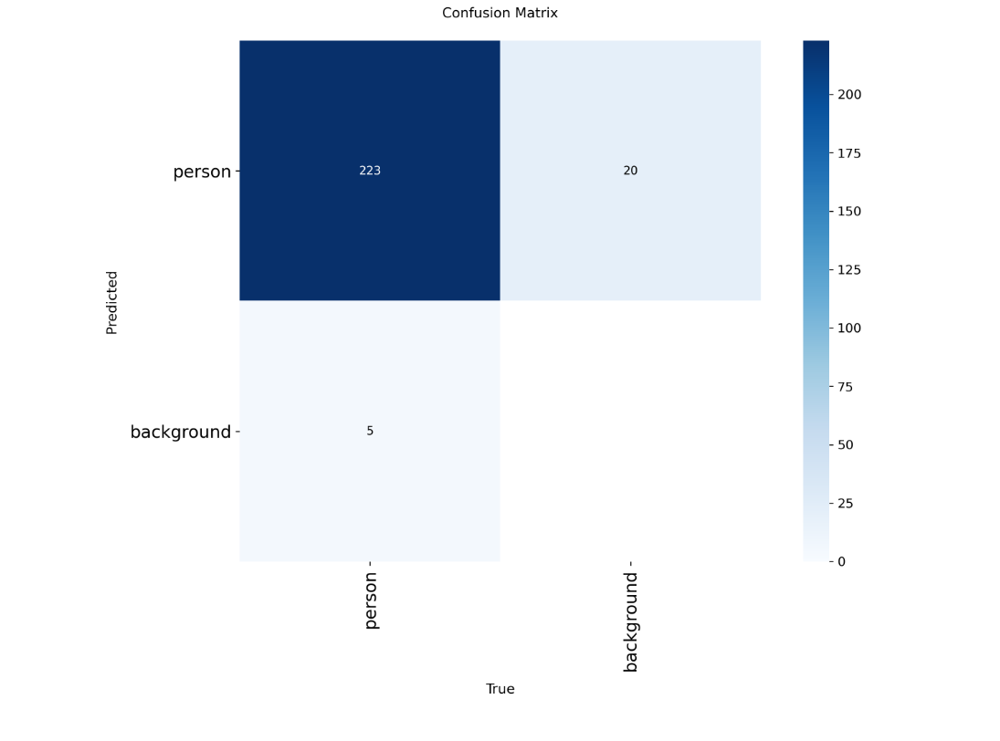 Confusion Matrix
person
223
20
Predicted
background
5
person
background
True
200
175
150
125
100
75
50
25
0